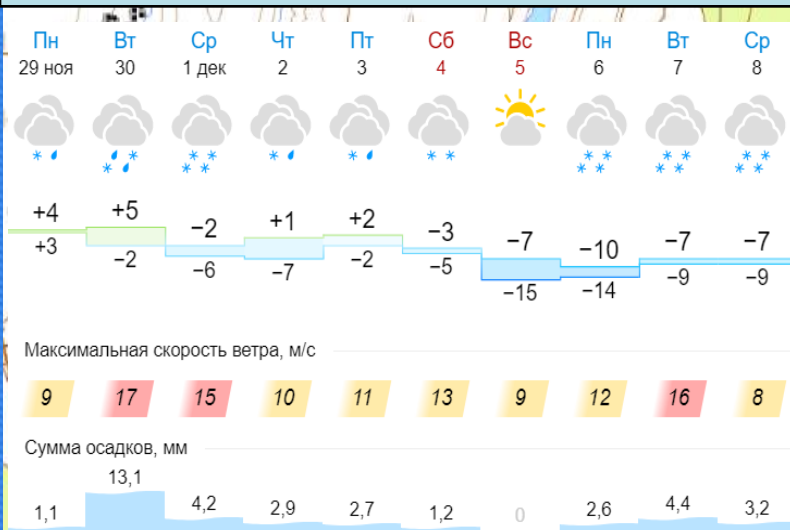 Пн Вт Ср Чт Пт Сб Вс Пн Вт Ср
29 ноя 30 1 дек 2 3 4 5 6 7 8
+4 +5 −2 +1 +2 −3 −7 −10 −7 −7
+3 −2 −6 −7 −2 −5 −15 −14 −9 −9
Максимальная скорость ветра, м/с
9 17 15 10 11 13 9 12 16 8
Сумма осадков, мм
1,1 13,1 4,2 2,9 2,7 1,2 0 2,6 4,4 3,2